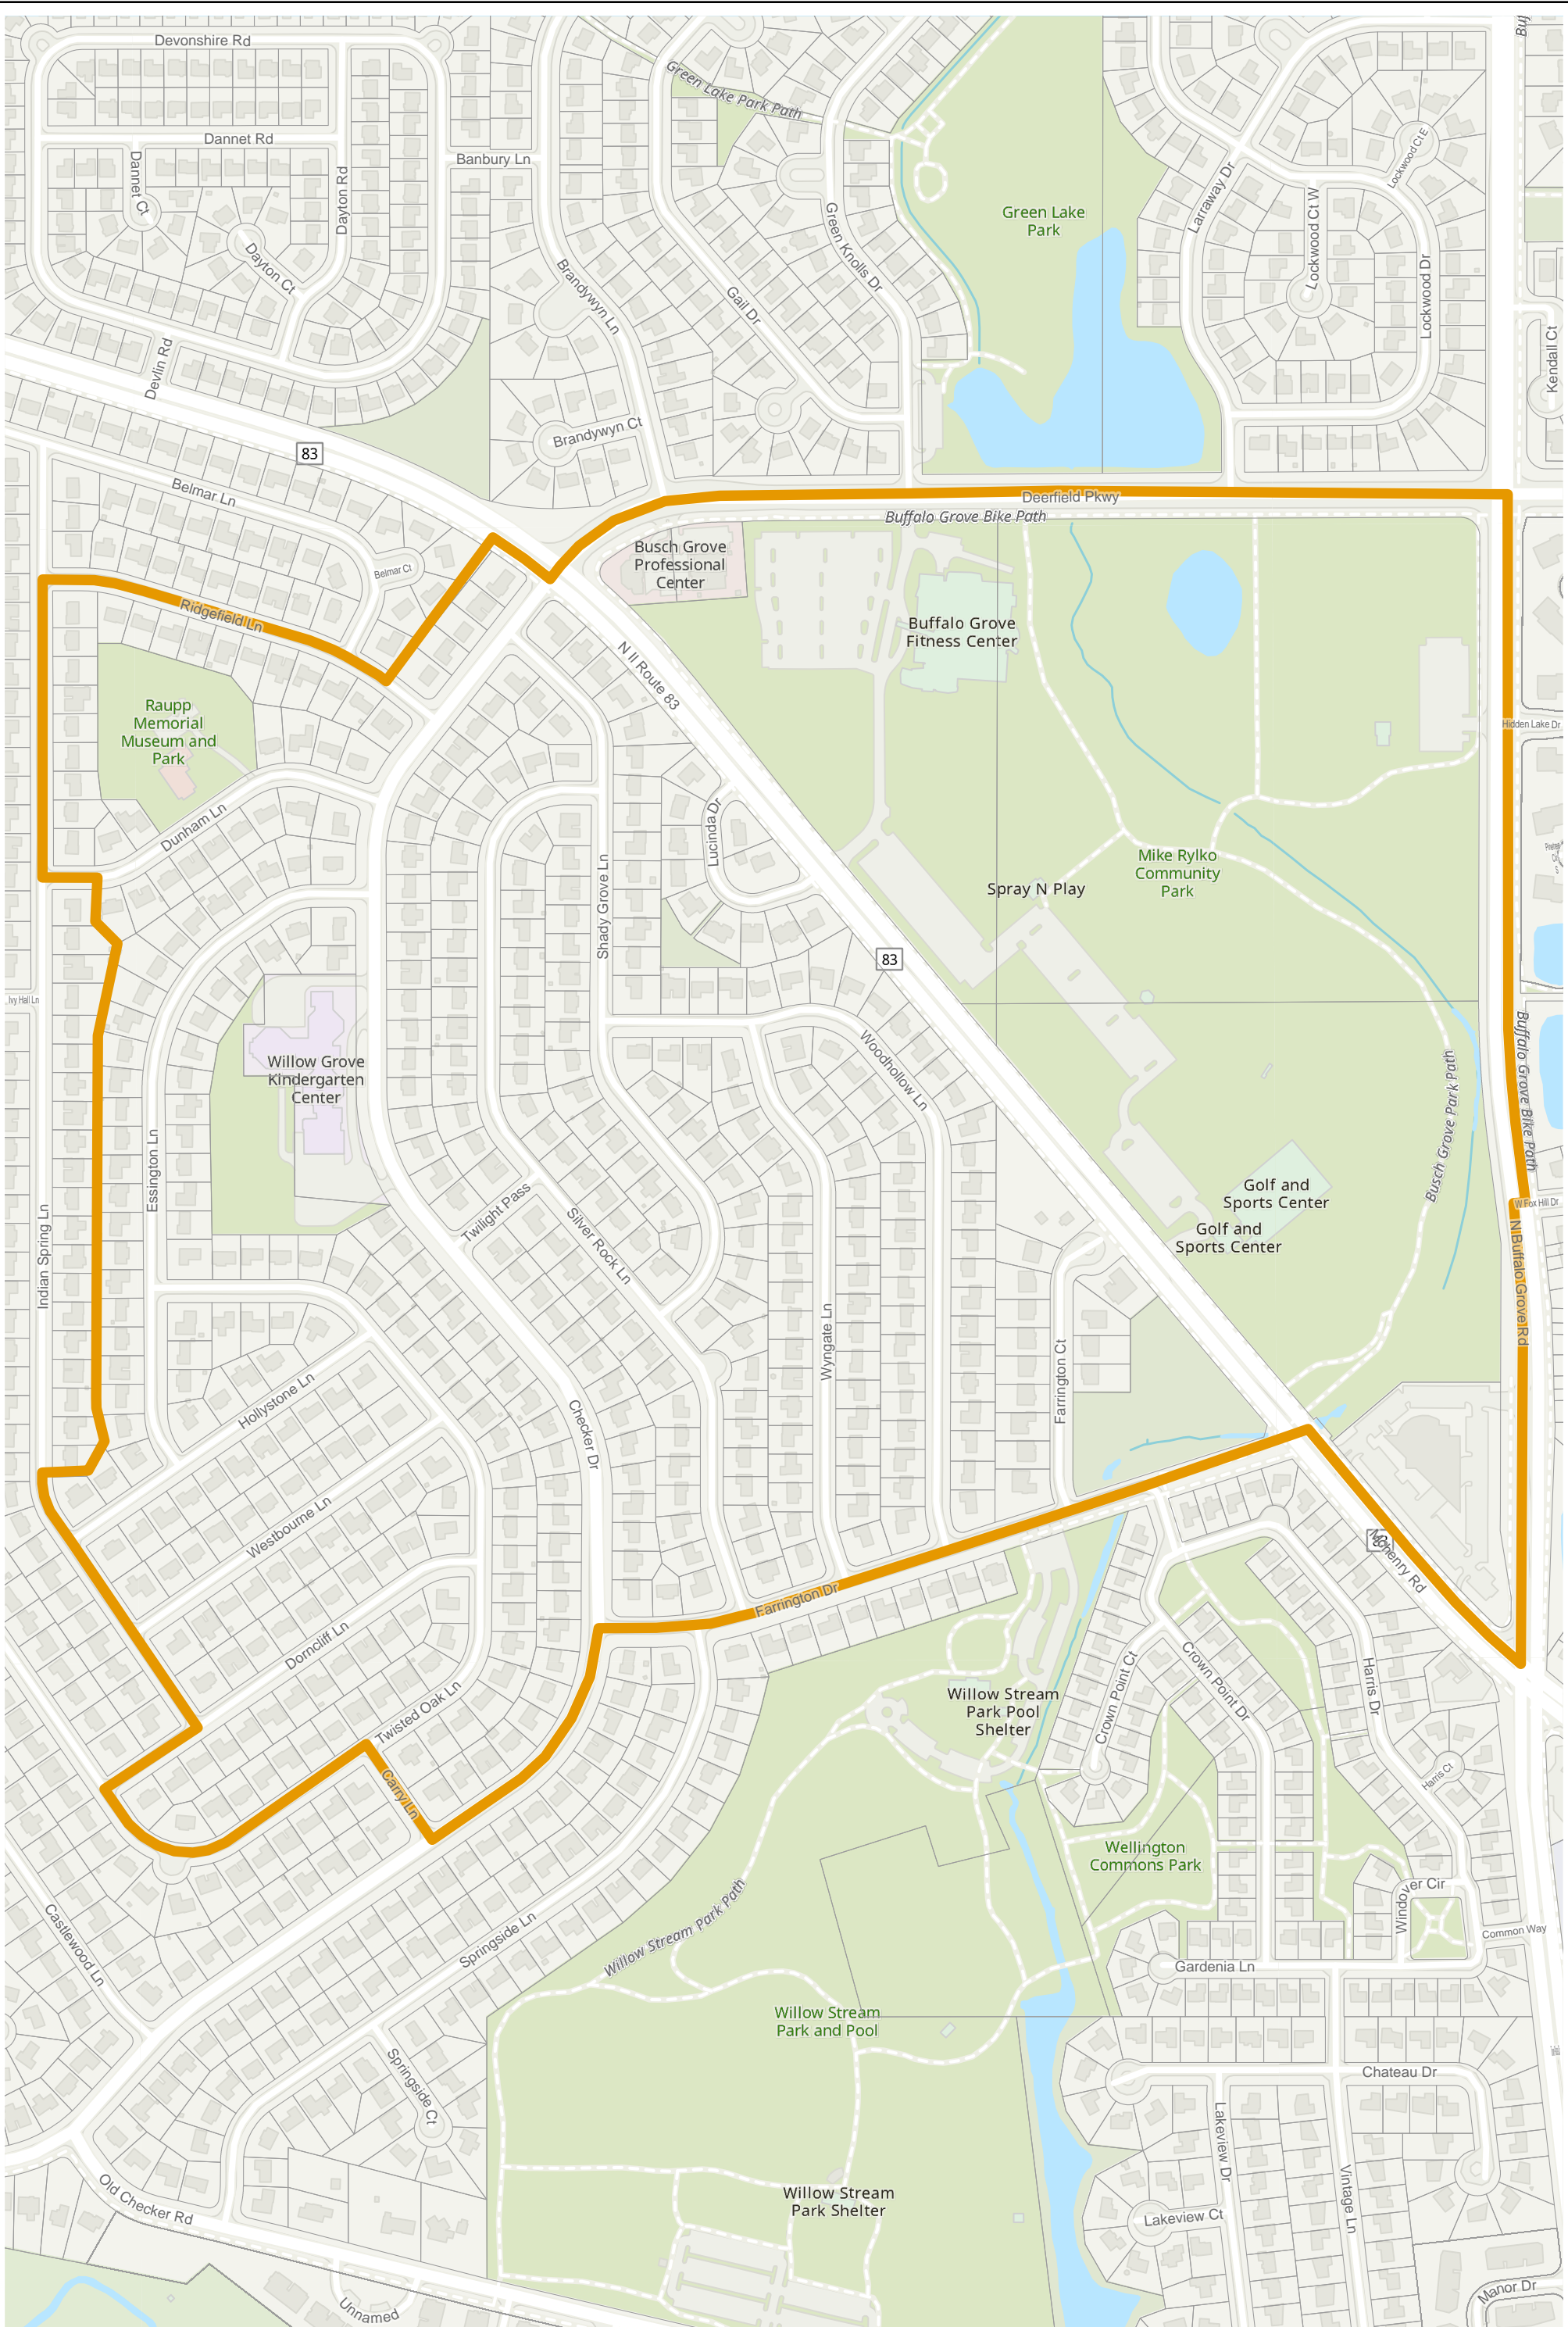 Devonshire Rd
Buf
Green Lake Park Path
Dannet Rd
Banbury Ln
Dannet Ct
Dayton Rd
Lockwood Ct E
Larraway Dr
Green Lake
Park
Lockwood Ct W
Green Knolls Dr
Dayton Ct
Brandywyn Ln
Gail Dr
Lockwood Dr
Kendall Ct
Devlin Rd
Brandywyn Ct
83
Belmar Ln
Deerfield Pkwy
Buffalo Grove Bike Path
Busch Grove
Professional
Center
Belmar Ct
Ridgefield Ln
Buffalo Grove
Fitness Center
N Il Route 83
Raupp
Memorial
Museum and
Park
Hidden Lake Dr
Dunham Ln
Lucinda Dr
Mike Rylko
Community
Park
Spray N Play
Shady Grove Ln
83
Ivy Hall Ln
Willow Grove
Kindergarten
Center
Woodhollow Ln
Buffalo Grove Bike Path
Busch Grove Park Path
Essington Ln
Twilight Pass
Silver Rock Ln
Golf and
Sports Center
Golf and
Sports Center
W Fox Hill Dr
N Buffalo Grove Rd
Indian Spring Ln
Wyngate Ln
Farrington Ct
Hollystone Ln
Checker Dr
Westbourne Ln
Mchenry Rd
Farrington Dr
Dorncliff Ln
Twisted Oak Ln
Crown Point Ct
Crown Point Dr
Harris Dr
Willow Stream
Park Pool
Shelter
Carry Ln
Harris Ct
Wellington
Commons Park
Willow Stream Park Path
Windover Cir
Castlewood Ln
Springside Ln
Common Way
Gardenia Ln
Willow Stream
Park and Pool
Springside Ct
Chateau Dr
Lakeview Dr
Vintage Ln
Old Checker Rd
Willow Stream
Park Shelter
Lakeview Ct
Manor Dr
Unnamed